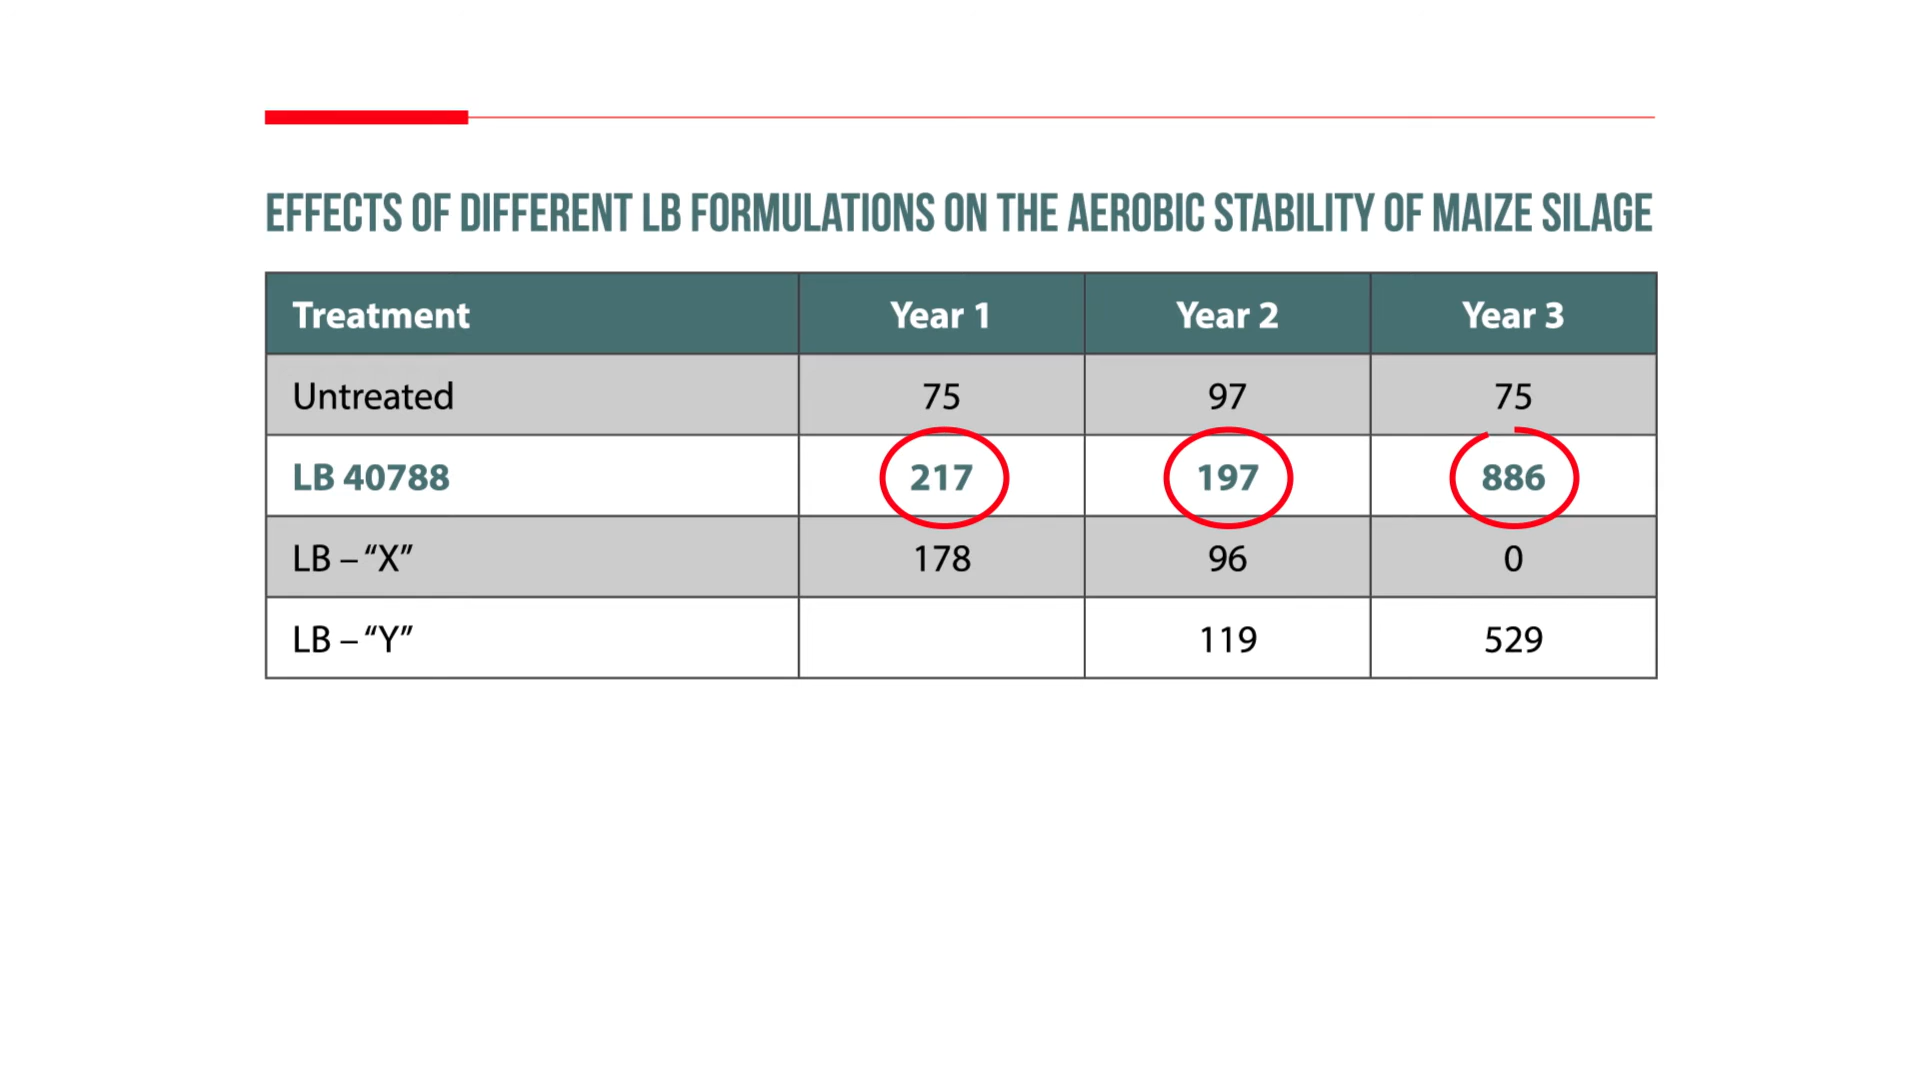 EFFECTS OF DIFFERENT LB FORMULATIONS ON THE AEROBIC STABILITY OF MAIZE SILAGE
Treatment Year 1 Year 2 Year 3
Untreated 75 97 75
LB 40788 217 197 886
LB – “X” 178 96 0
LB – “Y” 119 529